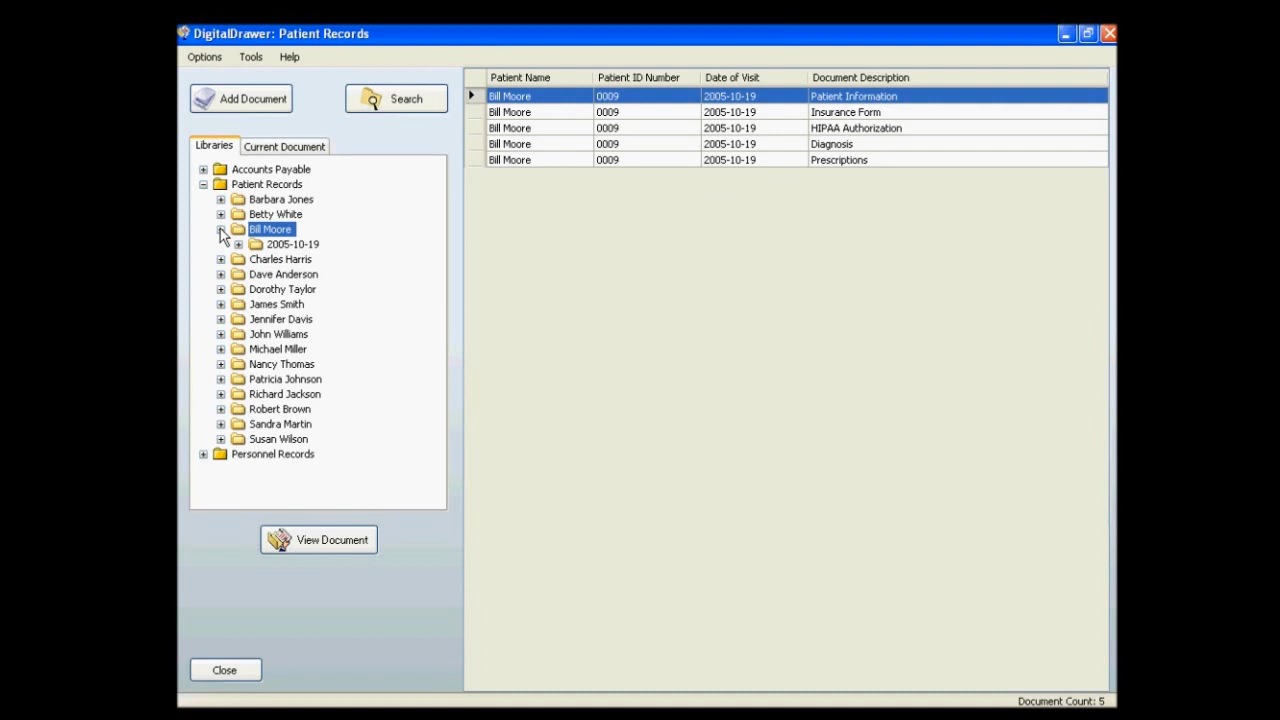 DigitalDrawer: Patient Records
Options Tools Help
Add Document Search
Libraries Current Document
Accounts Payable
Patient Records
Barbara Jones
Betty White
Bill Moore
2005-10-19
Charles Harris
Dave Anderson
Dorothy Taylor
James Smith
Jennifer Davis
John Williams
Michael Miller
Nancy Thomas
Patricia Johnson
Richard Jackson
Robert Brown
Sandra Martin
Susan Wilson
Personnel Records
View Document
Close
Patient Name Patient ID Number Date of Visit Document Description
Bill Moore 0009 2005-10-19 Patient Information
Bill Moore 0009 2005-10-19 Insurance Form
Bill Moore 0009 2005-10-19 HIPAA Authorization
Bill Moore 0009 2005-10-19 Diagnosis
Bill Moore 0009 2005-10-19 Prescriptions
Document Count: 5